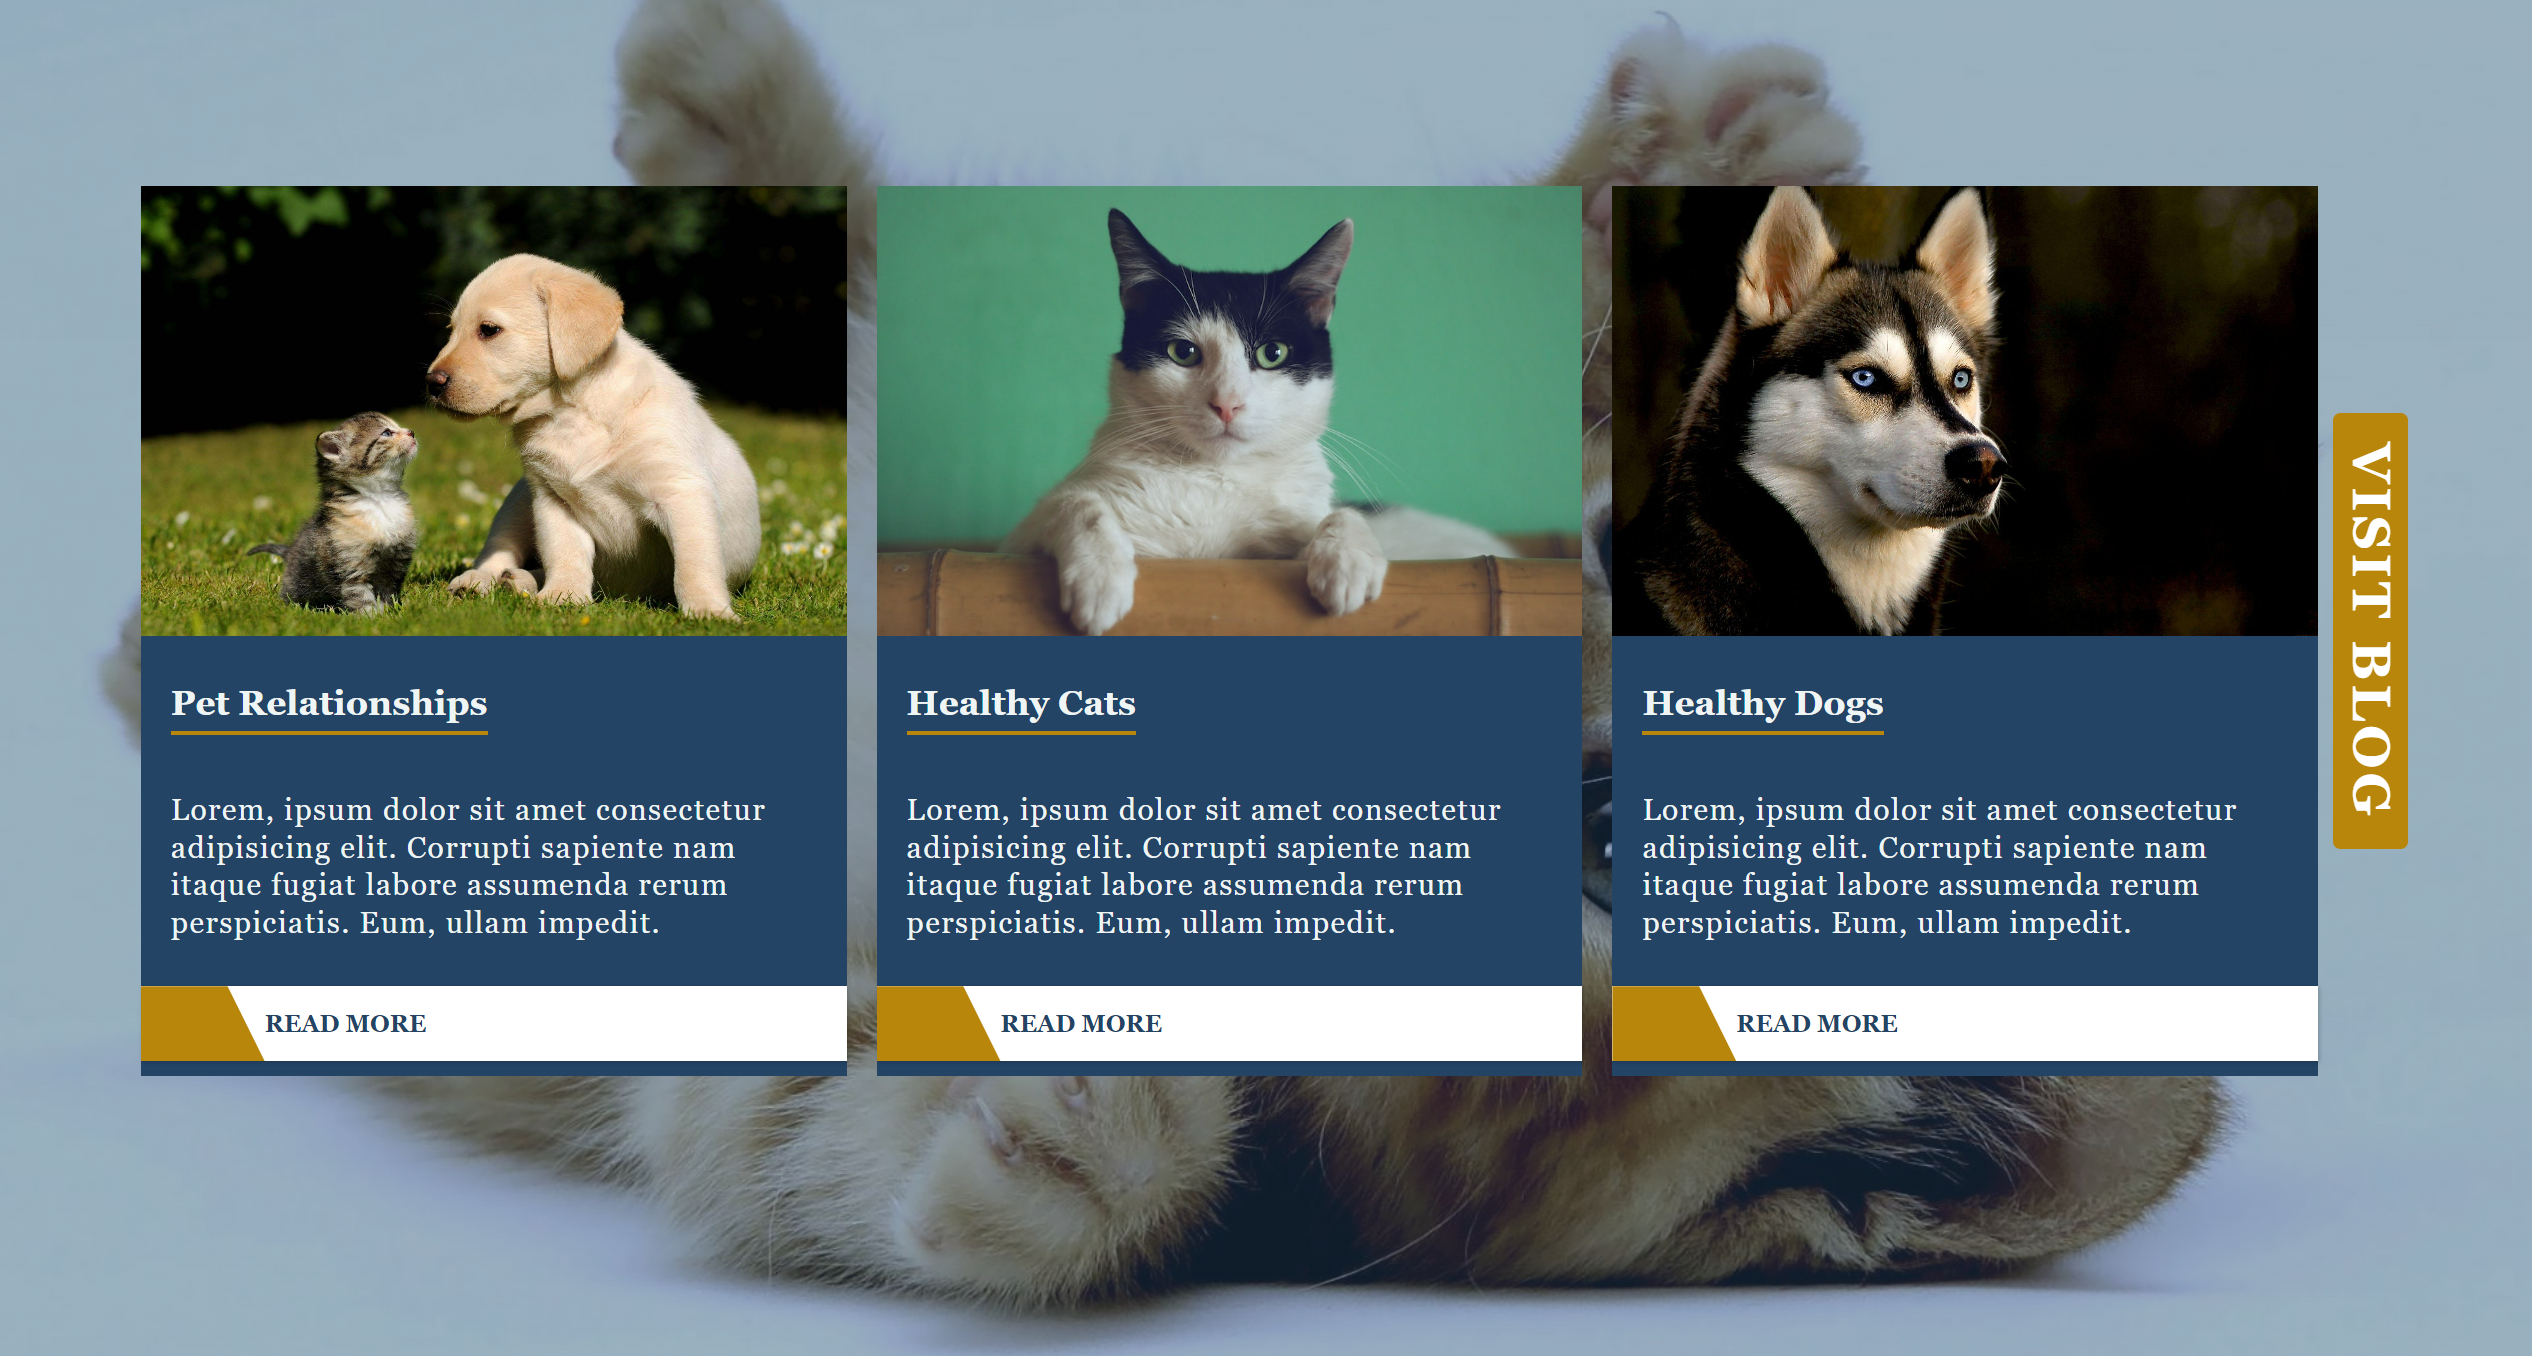 Pet Relationships
Lorem, ipsum dolor sit amet consectetur
adipisicing elit. Corrupti sapiente nam
itaque fugiat labore assumenda rerum
perspiciatis. Eum, ullam impedit.
READ MORE
Healthy Cats
Lorem, ipsum dolor sit amet consectetur
adipisicing elit. Corrupti sapiente nam
itaque fugiat labore assumenda rerum
perspiciatis. Eum, ullam impedit.
READ MORE
Healthy Dogs
Lorem, ipsum dolor sit amet consectetur
adipisicing elit. Corrupti sapiente nam
itaque fugiat labore assumenda rerum
perspiciatis. Eum, ullam impedit.
READ MORE
VISIT BLOG